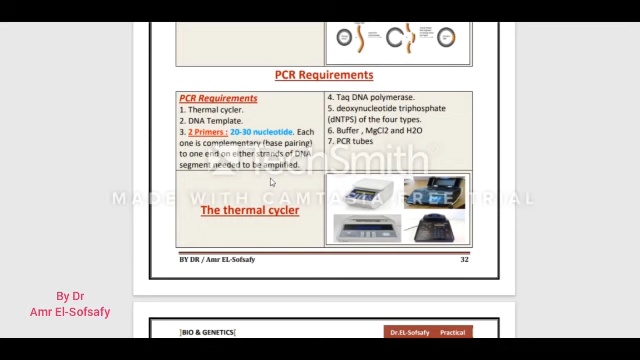 PCR Requirements
PCR Requirements
1. Thermal cycler.
2. DNA Template.
3. 2 Primers : 20-30 nucleotide. Each
one is complementary (base pairing)
to one end on either strands of DNA
segment needed to be amplified.
4. Taq DNA polymerase.
5. deoxynucleotide triphosphate
(dNTPS) of the four types.
6. Buffer , MgCl2 and H2O
7. PCR tubes
TechSmith
MADE WITH CAMTASIA FREE TRIAL
The thermal cycler
BY DR / Amr EL-Sofsafy
32
By Dr
Amr El-Sofsafy
]BIO & GENETICS[
Dr.EL-Sofsafy
Practical